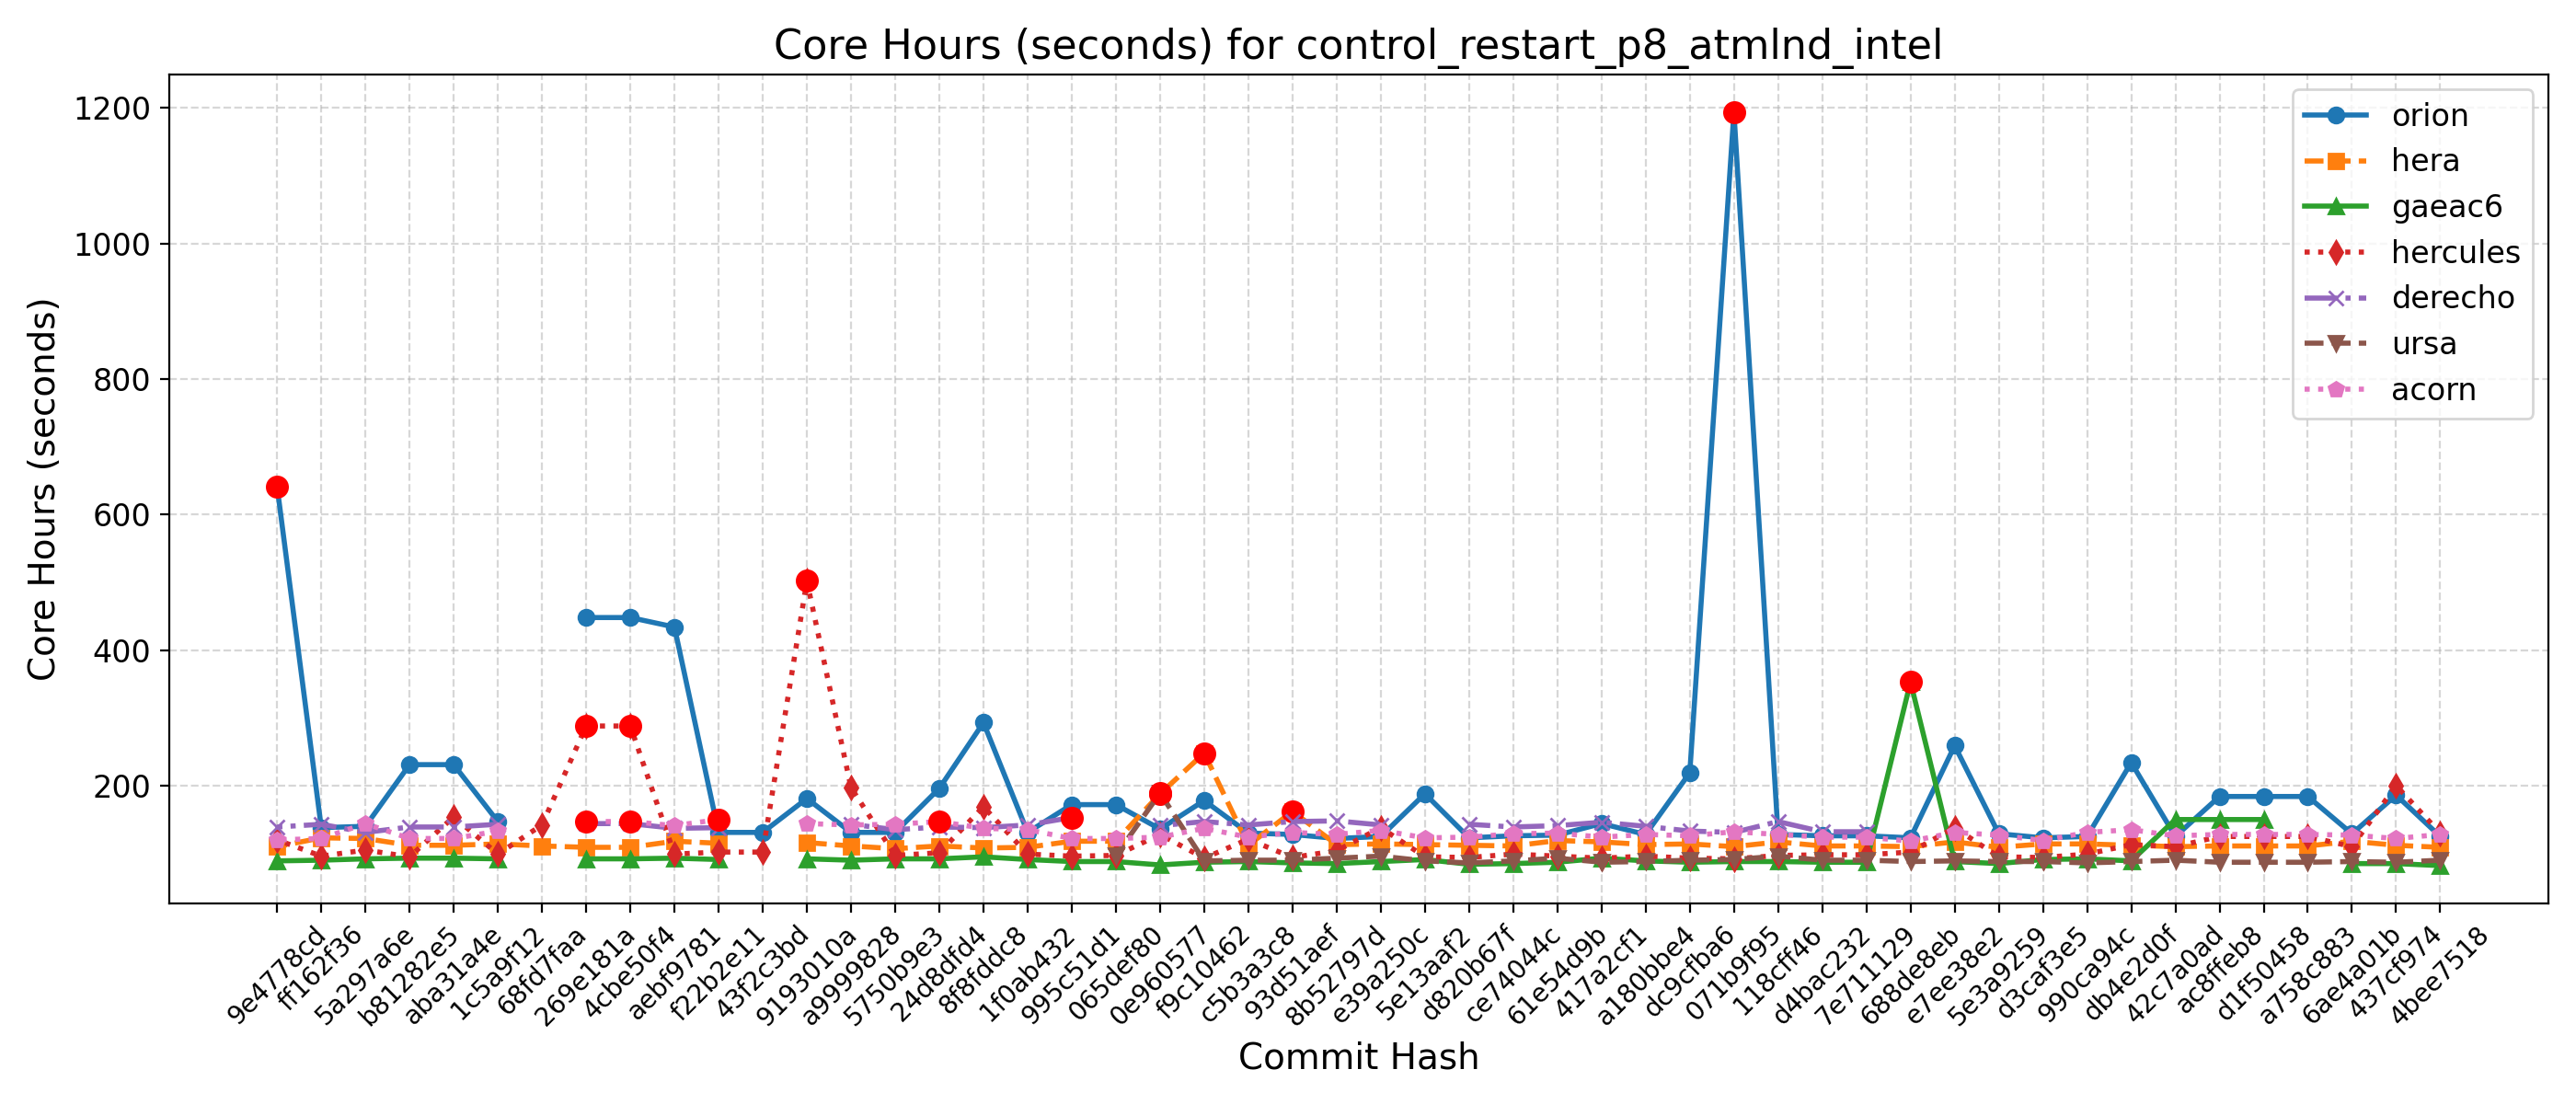 Core Hours (seconds) for control_restart_p8_atmlnd_intel
Core Hours (seconds)
1200
1000
800
600
400
200
orion
hera
gaeac6
hercules
derecho
ursa
acorn
9e4778cd
ff162f36
5a297a6e
b81282e5
aba31a4e
1c5a9f12
68fd7faa
269e181a
4cbe50f4
aebf9781
f22b2e11
43f2c3bd
9193010a
a9999828
5750b9e3
24d8dfd4
8f8fddc8
1f0ab432
995c51d1
065def80
0e960577
f9c10462
c5b3a3c8
93d51aef
8b52797d
e39a250c
5e13aaf2
d820b67f
ce74044c
61e54d9b
417a2cf1
a180bbe4
dc9cfba6
071b9f95
118cff46
d4bac232
7e711129
688de8eb
e7ee38e2
5e3a9259
d3caf3e5
990ca94c
db4e2d0f
42c7a0ad
ac8ffeb8
d1f50458
a758c883
6ae4a01b
437cf974
4bee7518
Commit Hash